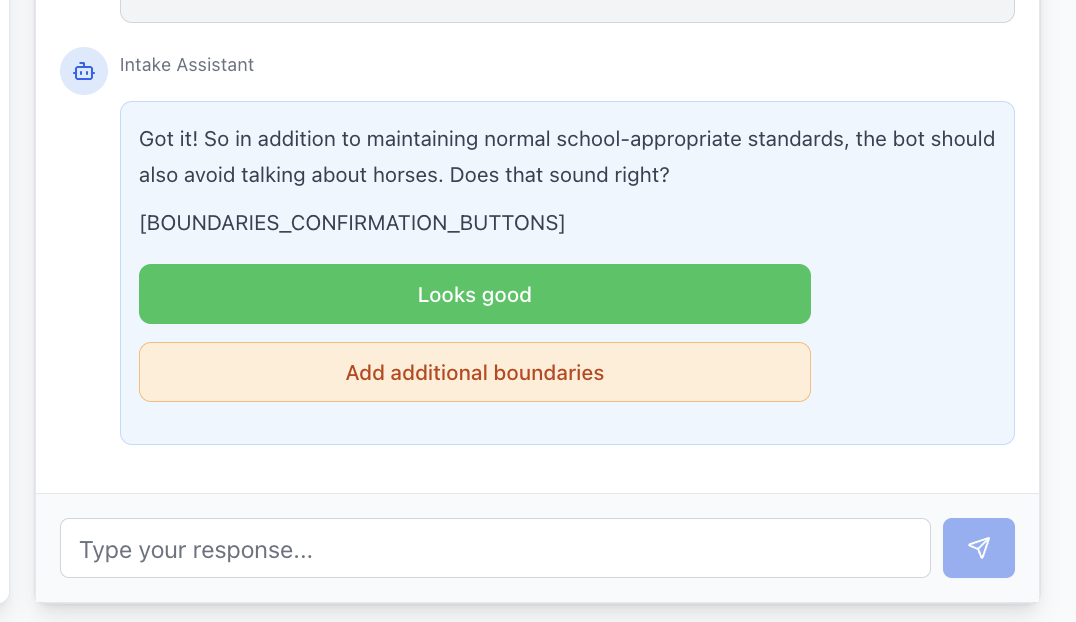 Intake Assistant
Got it! So in addition to maintaining normal school-appropriate standards, the bot should
also avoid talking about horses. Does that sound right?
[BOUNDARIES_CONFIRMATION_BUTTONS]
Looks good
Add additional boundaries
Type your response...